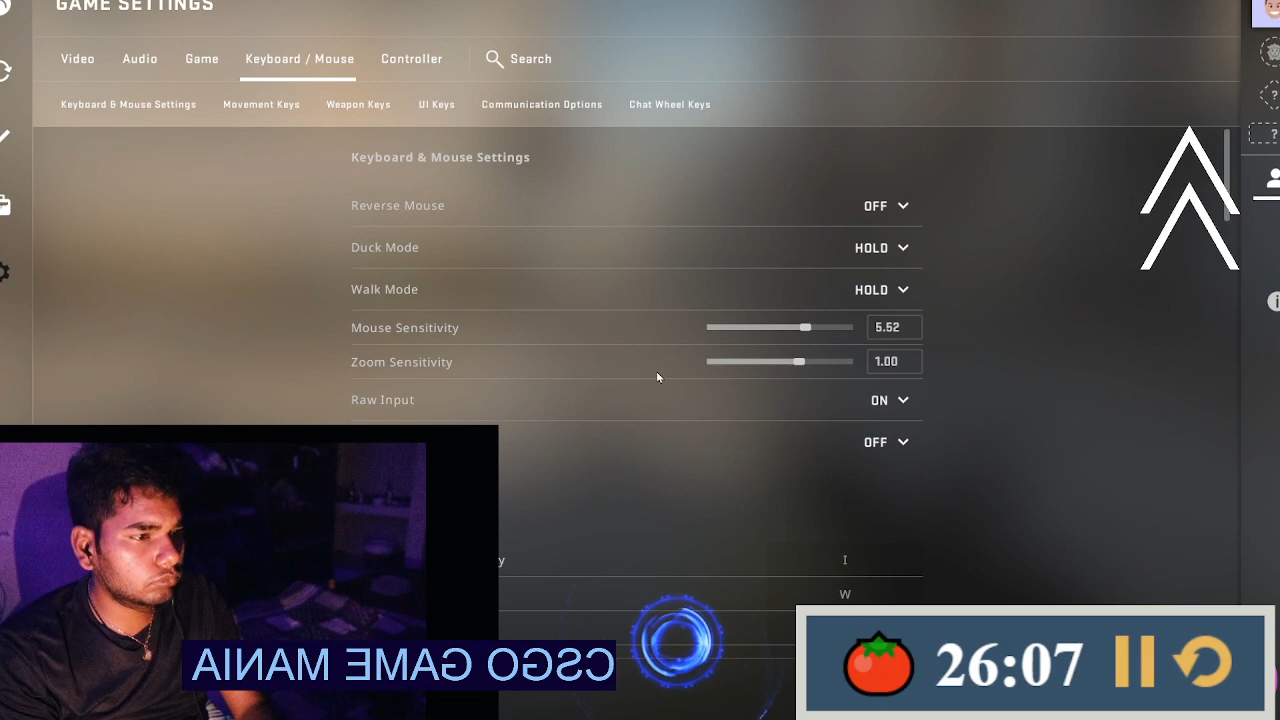 GAME SETTINGS
Video Audio Game Keyboard / Mouse Controller Search
Keyboard & Mouse Settings Movement Keys Weapon Keys UI Keys Communication Options Chat Wheel Keys
Keyboard & Mouse Settings
Reverse Mouse OFF
Duck Mode HOLD
Walk Mode HOLD
Mouse Sensitivity 5.52
Zoom Sensitivity 1.00
Raw Input ON
OFF
y I
W
CSGO GAME MANIA
26:07